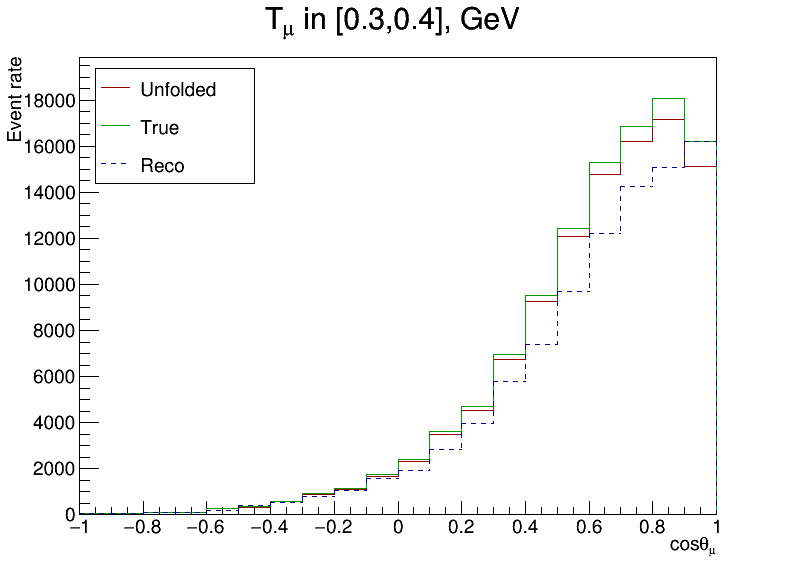 T_μ in [0.3,0.4], GeV
Event rate
Unfolded
True
Reco
18000
16000
14000
12000
10000
8000
6000
4000
2000
0
−1 −0.8 −0.6 −0.4 −0.2 0 0.2 0.4 0.6 0.8 1
cosθ_μ